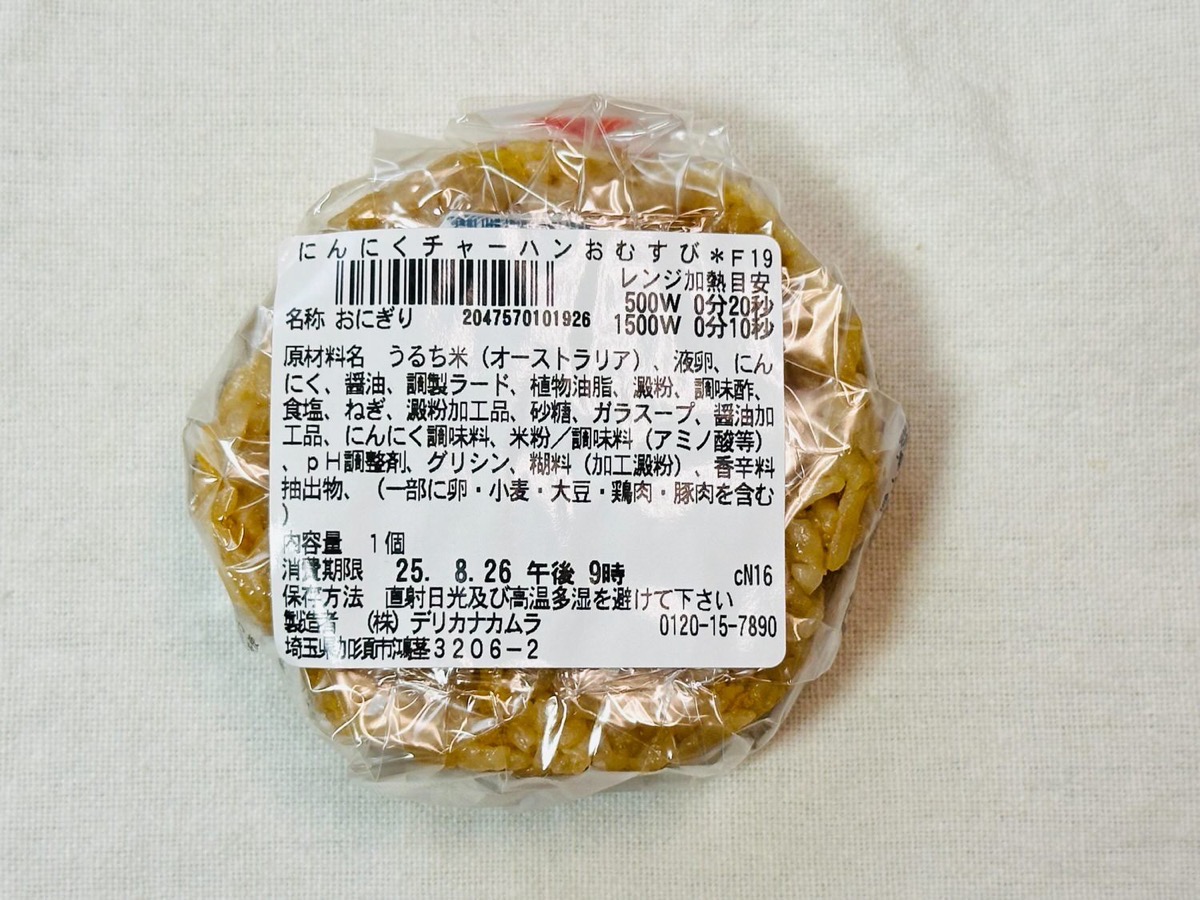 にんにくチャーハンおむすび＊F19
レンジ加熱目安
500W 0分20秒
1500W 0分10秒
名称 おにぎり
2047570101926
原材料名　うるち米（オーストラリア）、液卵、にん
にく、醤油、調製ラード、植物油脂、澱粉、調味酢、
食塩、ねぎ、澱粉加工品、砂糖、ガラスープ、醤油加
工品、にんにく調味料、米粉／調味料（アミノ酸等）
、ｐH調整剤、グリシン、糊料（加工澱粉）、香辛料
抽出物、（一部に卵・小麦・大豆・鶏肉・豚肉を含む
）
内容量　1個
消費期限　25. 8.26 午後 9時　cN16
保存方法　直射日光及び高温多湿を避けて下さい
製造者　（株）デリカナカムラ　0120-15-7890
埼玉県加須市鴻茎３２０６－２